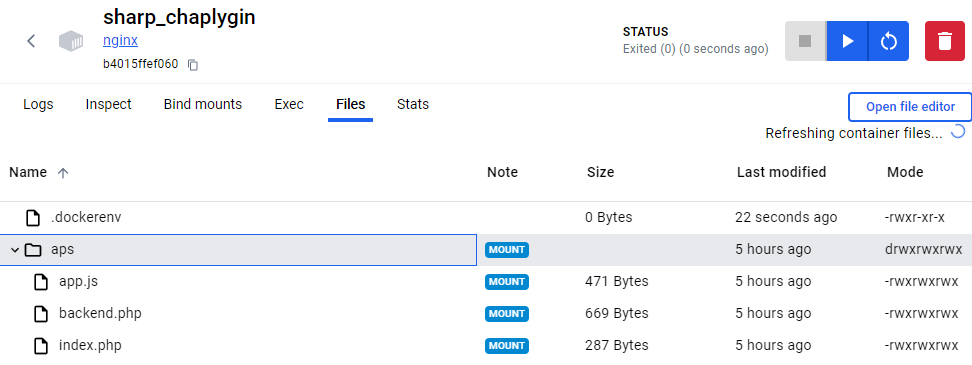 sharp_chaplygin
nginx
b4015ffef060
STATUS
Exited (0) (0 seconds ago)
Logs Inspect Bind mounts Exec Files Stats
Open file editor
Refreshing container files...
Name Note Size Last modified Mode
.dockerenv 0 Bytes 22 seconds ago -rwxr-xr-x
aps MOUNT 5 hours ago drwxrwxrwx
app.js MOUNT 471 Bytes 5 hours ago -rwxrwxrwx
backend.php MOUNT 669 Bytes 5 hours ago -rwxrwxrwx
index.php MOUNT 287 Bytes 5 hours ago -rwxrwxrwx